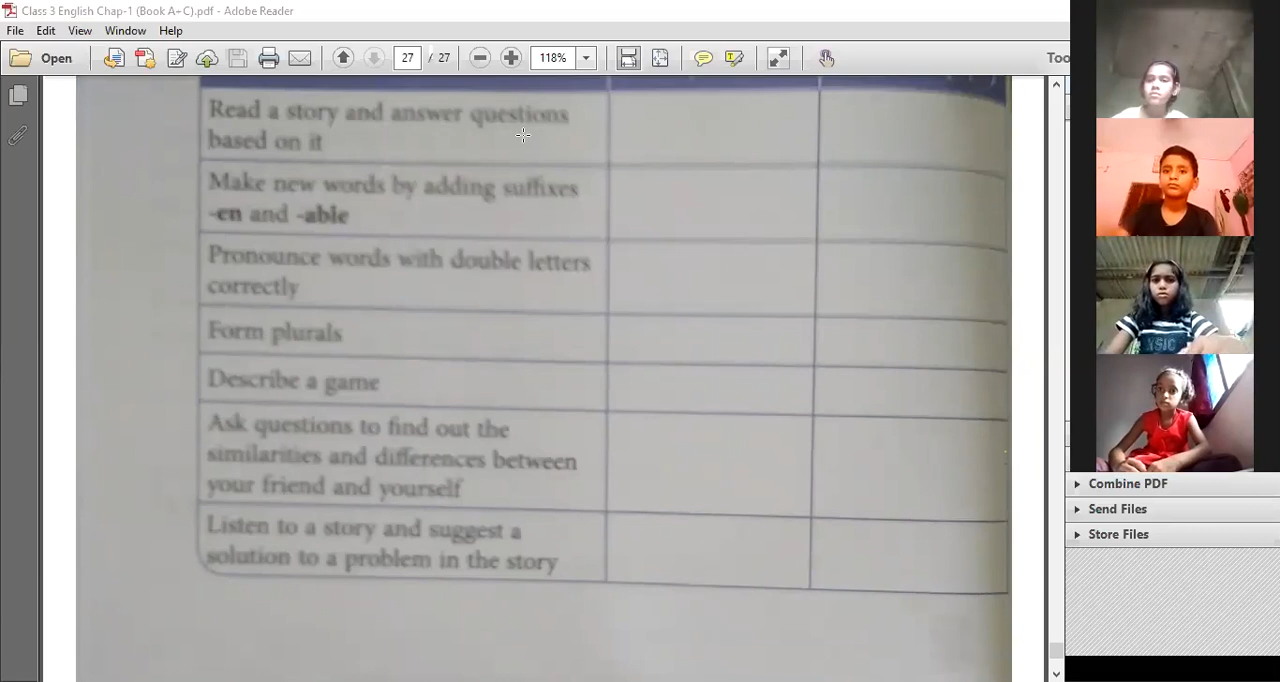 Class 3 English Chap-1 (Book A+C).pdf - Adobe Reader
File Edit View Window Help
Open 27 / 27 118% Too
Read a story and answer questions
based on it
Make new words by adding suffixes
-en and -able
Pronounce words with double letters
correctly
Form plurals
Describe a game
Ask questions to find out the
similarities and differences between
your friend and yourself
Listen to a story and suggest a
solution to a problem in the story
Combine PDF
Send Files
Store Files